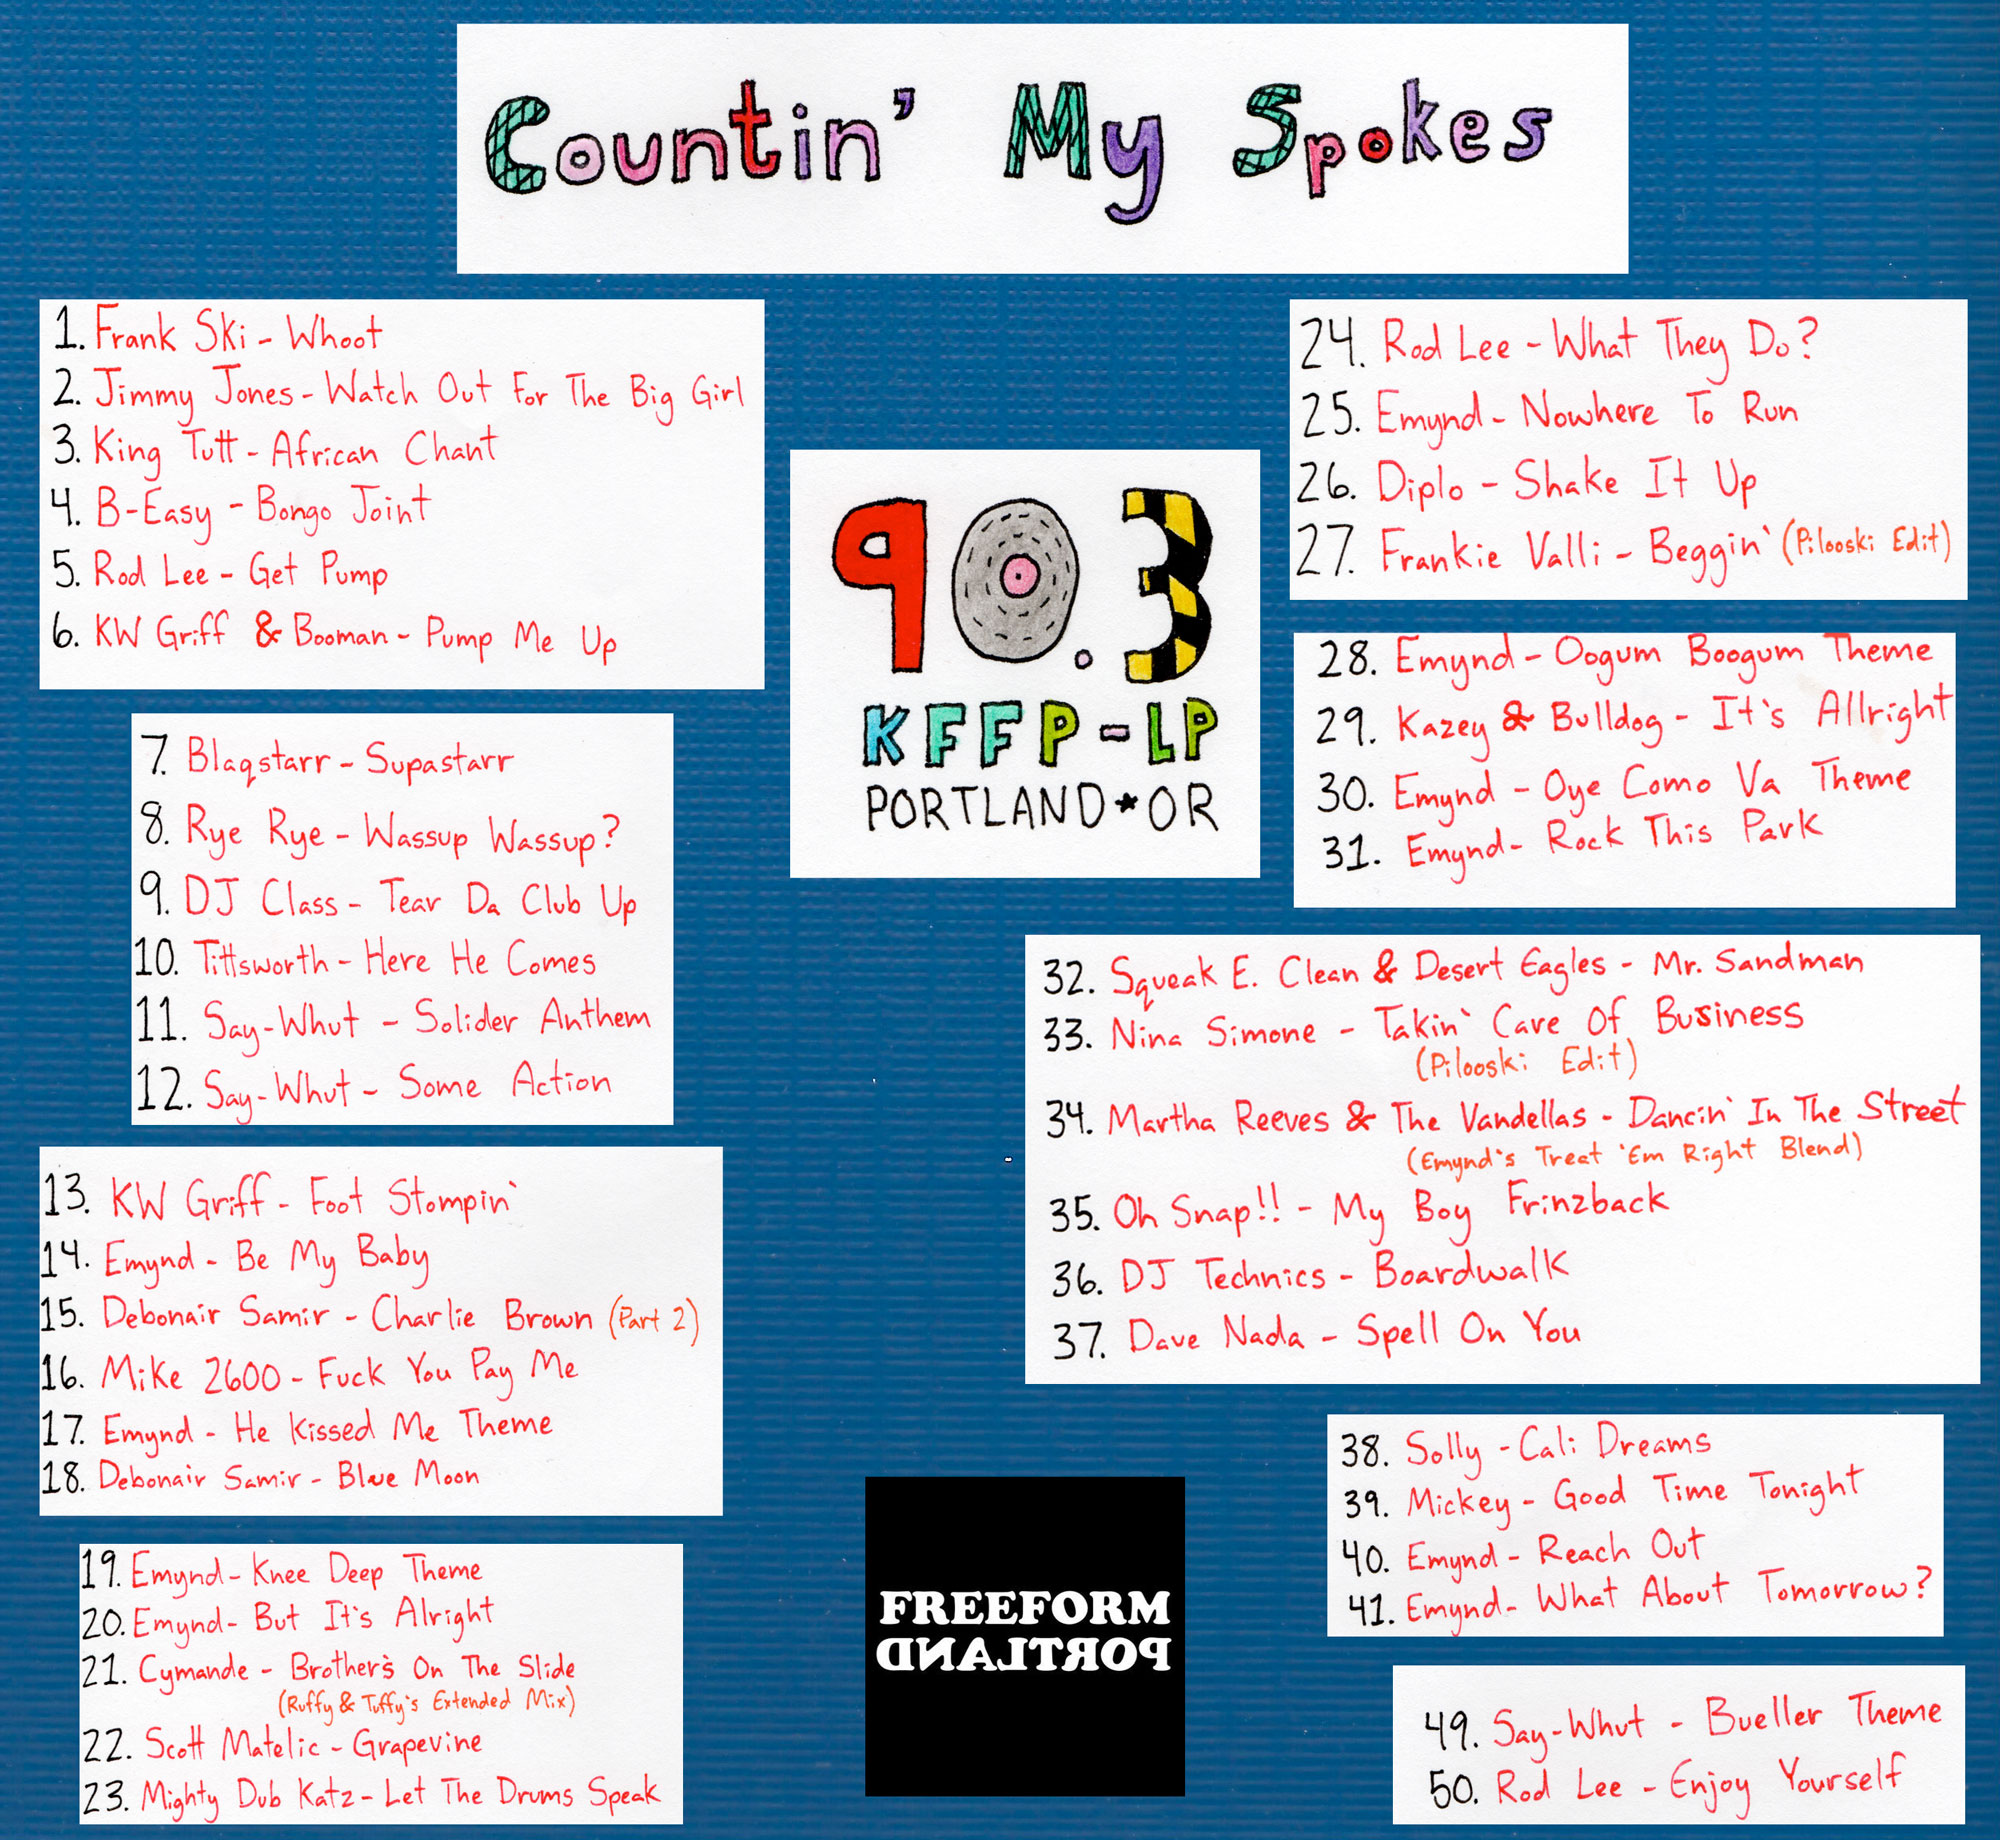 Countin' My Spokes
1. Frank Ski - Whoot
2. Jimmy Jones - Watch Out For The Big Girl
3. King Tutt - African Chant
4. B-Easy - Bongo Joint
5. Rod Lee - Get Pump
6. KW Griff & Booman - Pump Me Up
7. Blaqstarr - Supastarr
8. Rye Rye - Wassup Wassup?
9. DJ Class - Tear Da Club Up
10. Tittsworth - Here He Comes
11. Say-Whut - Solider Anthem
12. Say-Whut - Some Action
13. KW Griff - Foot Stompin'
14. Emynd - Be My Baby
15. Debonair Samir - Charlie Brown (Part 2)
16. Mike 2600 - Fuck You Pay Me
17. Emynd - He Kissed Me Theme
18. Debonair Samir - Blue Moon
19. Emynd - Knee Deep Theme
20. Emynd - But It's Alright
21. Cymande - Brother's On The Slide
(Ruffy & Tuffy's Extended Mix)
22. Scott Matelic - Grapevine
23. Mighty Dub Katz - Let The Drums Speak
90.3
KFFP-LP
PORTLAND*OR
FREEFORM
PORTLAND
24. Rod Lee - What They Do?
25. Emynd - Nowhere To Run
26. Diplo - Shake It Up
27. Frankie Valli - Beggin' (Pilooski Edit)
28. Emynd - Oogum Boogum Theme
29. Kazey & Bulldog - It's Allright
30. Emynd - Oye Como Va Theme
31. Emynd - Rock This Park
32. Squeak E. Clean & Desert Eagles - Mr. Sandman
33. Nina Simone - Takin' Care Of Business
(Pilooski Edit)
34. Martha Reeves & The Vandellas - Dancin' In The Street
(Emynd's Treat 'Em Right Blend)
35. Oh Snap!! - My Boy Frinzback
36. DJ Technics - Boardwalk
37. Dave Nada - Spell On You
38. Solly - Cali Dreams
39. Mickey - Good Time Tonight
40. Emynd - Reach Out
41. Emynd - What About Tomorrow?
49. Say-Whut - Bueller Theme
50. Rod Lee - Enjoy Yourself